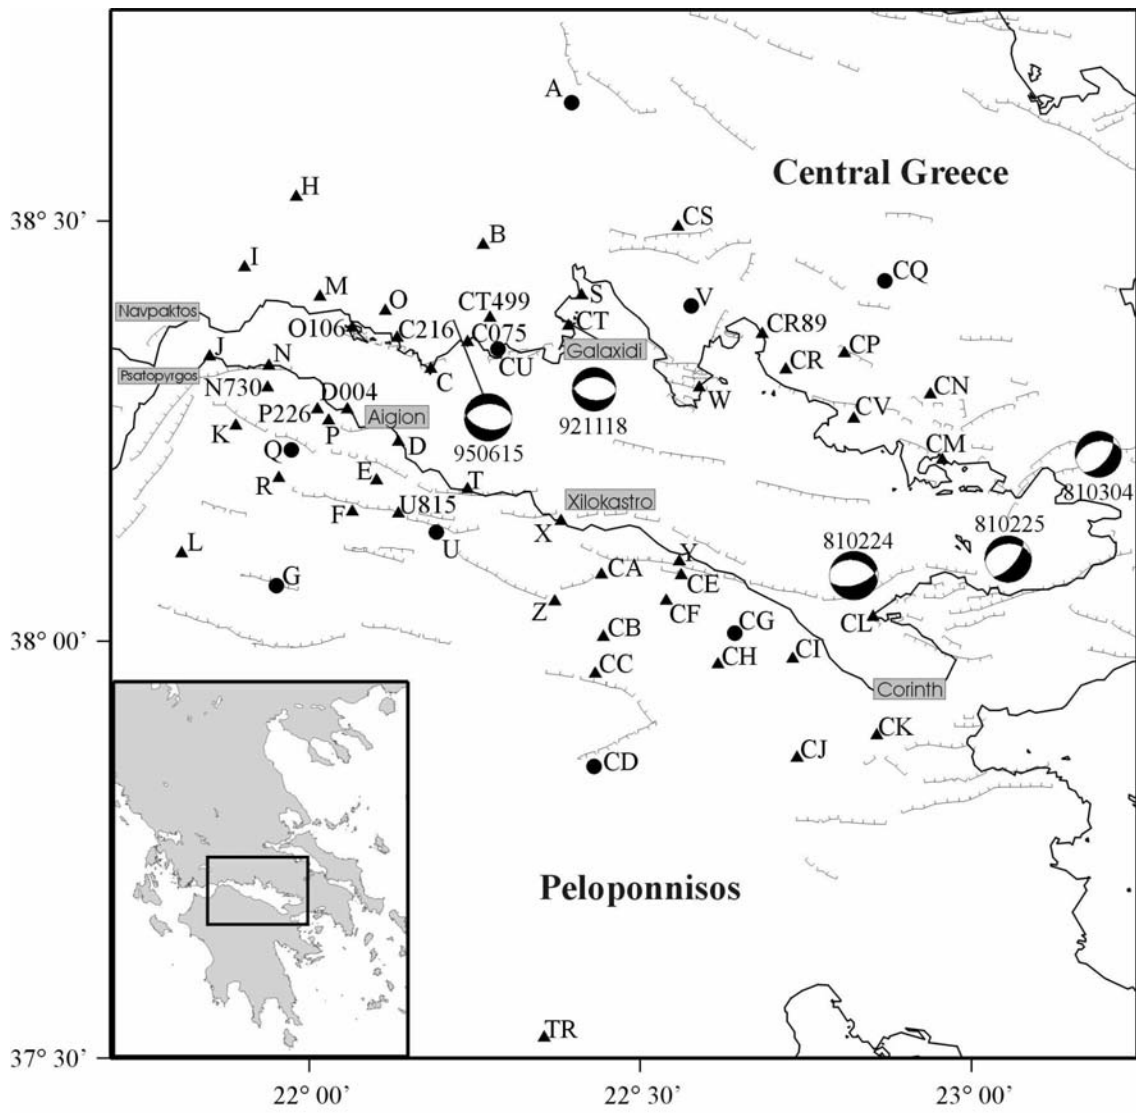 A
Central Greece
H
38° 30’
CS
B
I
CQ
M
S
V
O
CT499
Navpaktos
O106
C216
C075
CT
CR89
J
N
CU
Galaxidi
CP
Psatopyrgos
C
CR
N730
W
CN
D004
P226
Aigion
921118
CV
K
P
D
950615
CM
Q
E
T
R
810304
F
U815
Xilokastro
X
810225
U
810224
L
Y
G
CA
CE
Z
CF
CL
38° 00’
CB
CG
CC
CH
CI
Corinth
CK
CD
CJ
Peloponnisos
TR
37° 30’
22° 00’
22° 30’
23° 00’